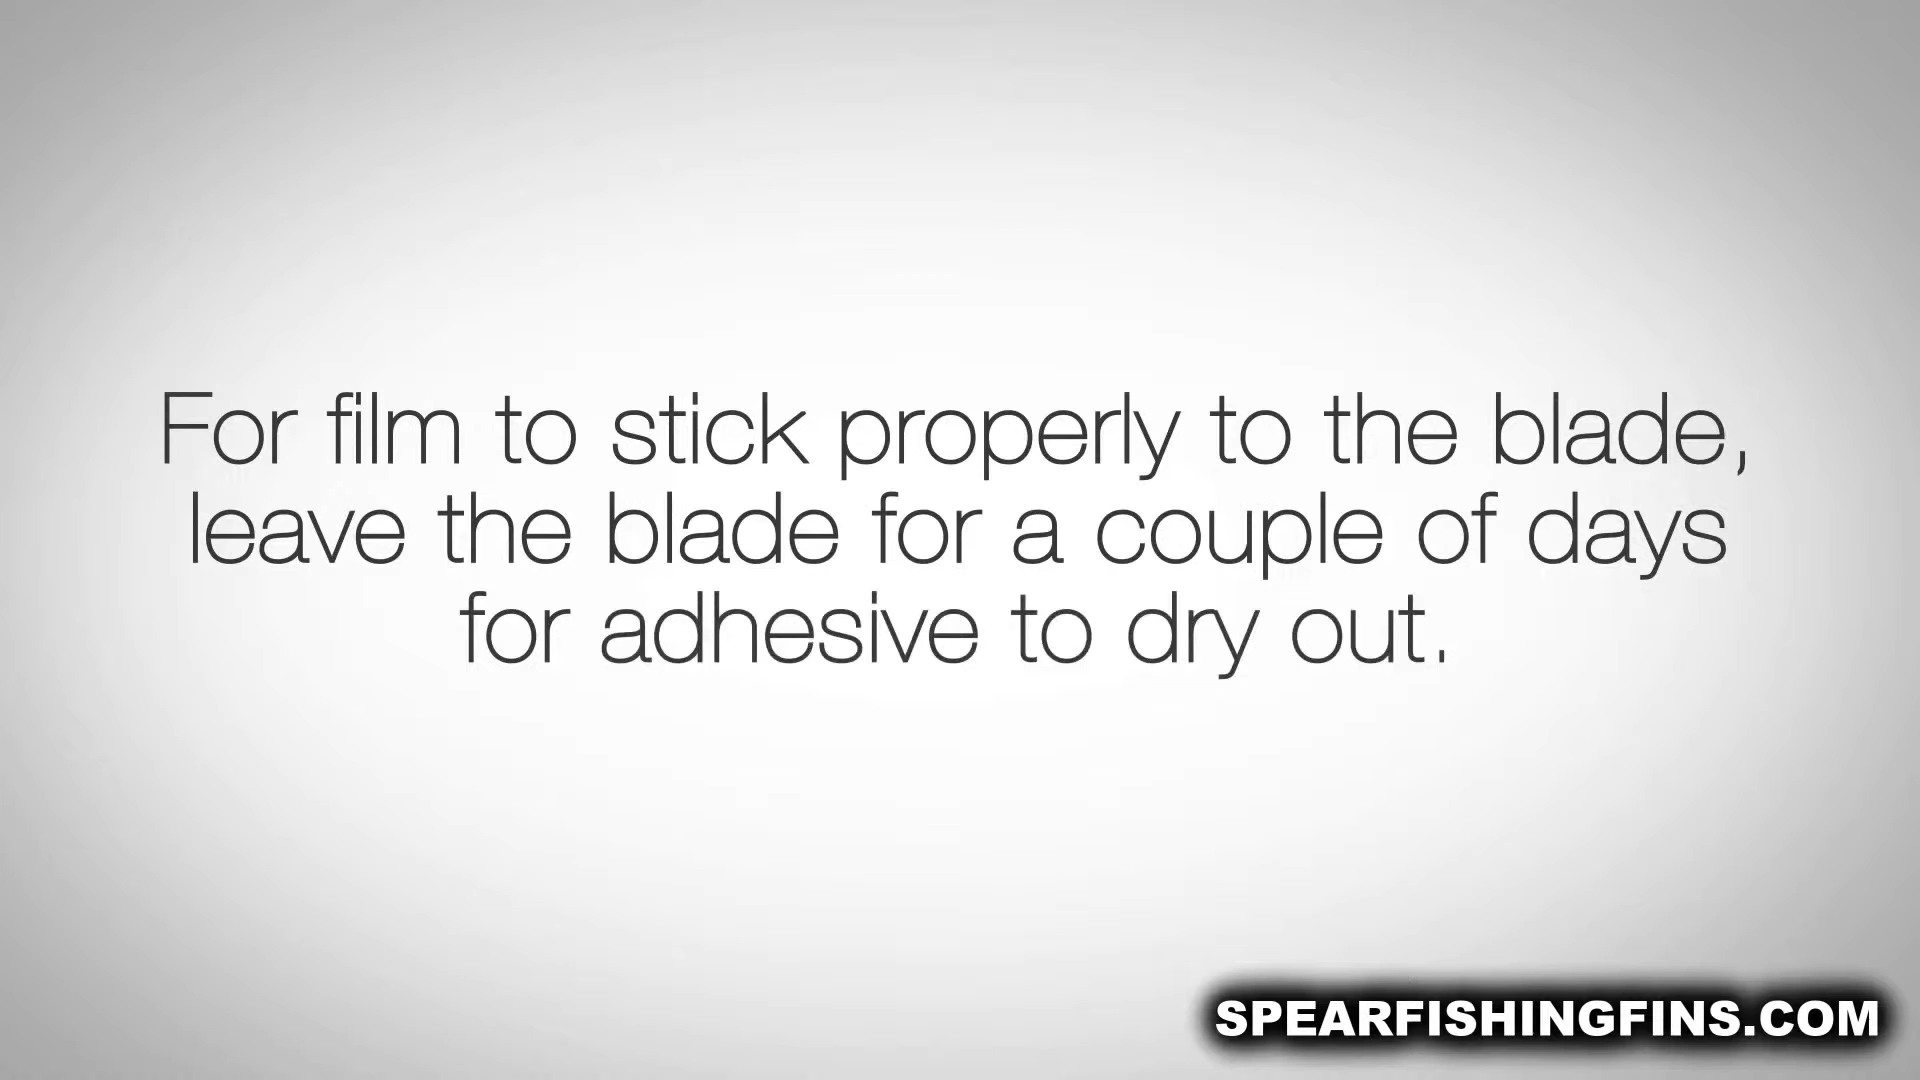 For film to stick properly to the blade,
leave the blade for a couple of days
for adhesive to dry out.
SPEARFISHINGFINS.COM